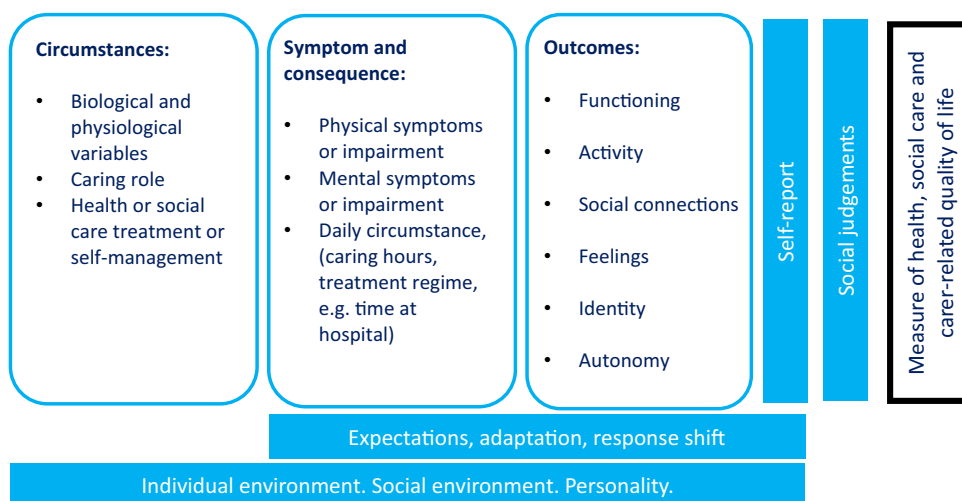 Circumstances:
• Biological and
physiological
variables
• Caring role
• Health or social
care treatment or
self-management
Symptom and
consequence:
• Physical symptoms
or impairment
• Mental symptoms
or impairment
• Daily circumstance,
(caring hours,
treatment regime,
e.g. time at
hospital)
Outcomes:
• Functioning
• Activity
• Social connections
• Feelings
• Identity
• Autonomy
Self-report
Social judgements
Measure of health, social care and
carer-related quality of life
Expectations, adaptation, response shift
Individual environment. Social environment. Personality.